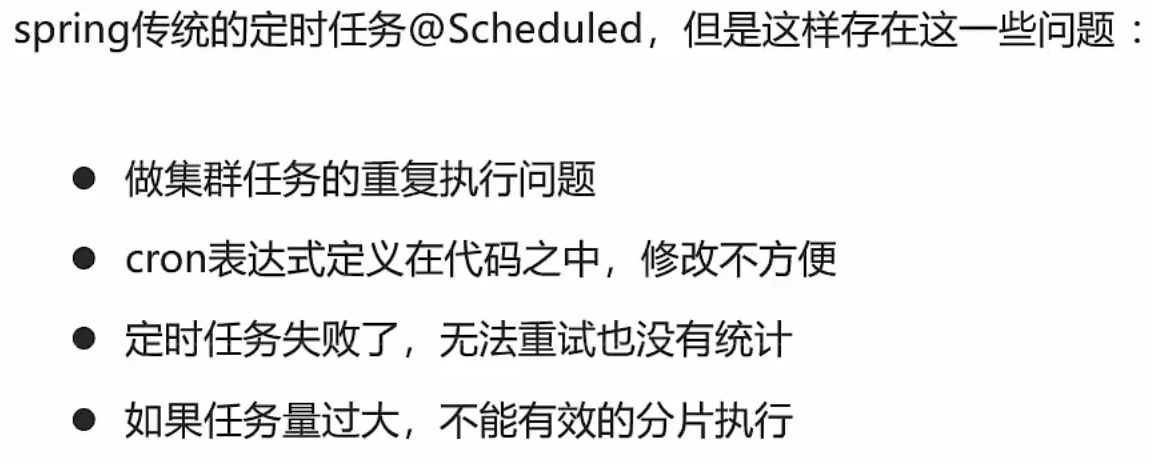 spring传统的定时任务@Scheduled，但是这样存在这一些问题：
● 做集群任务的重复执行问题
● cron表达式定义在代码之中，修改不方便
● 定时任务失败了，无法重试也没有统计
● 如果任务量过大，不能有效的分片执行